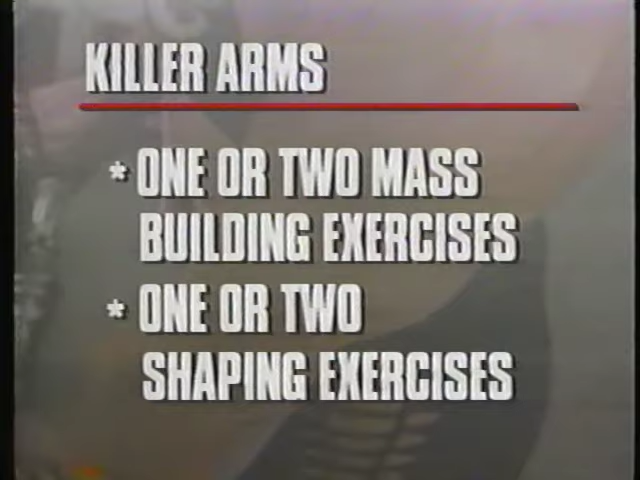 KILLER ARMS
* ONE OR TWO MASS
BUILDING EXERCISES
* ONE OR TWO
SHAPING EXERCISES